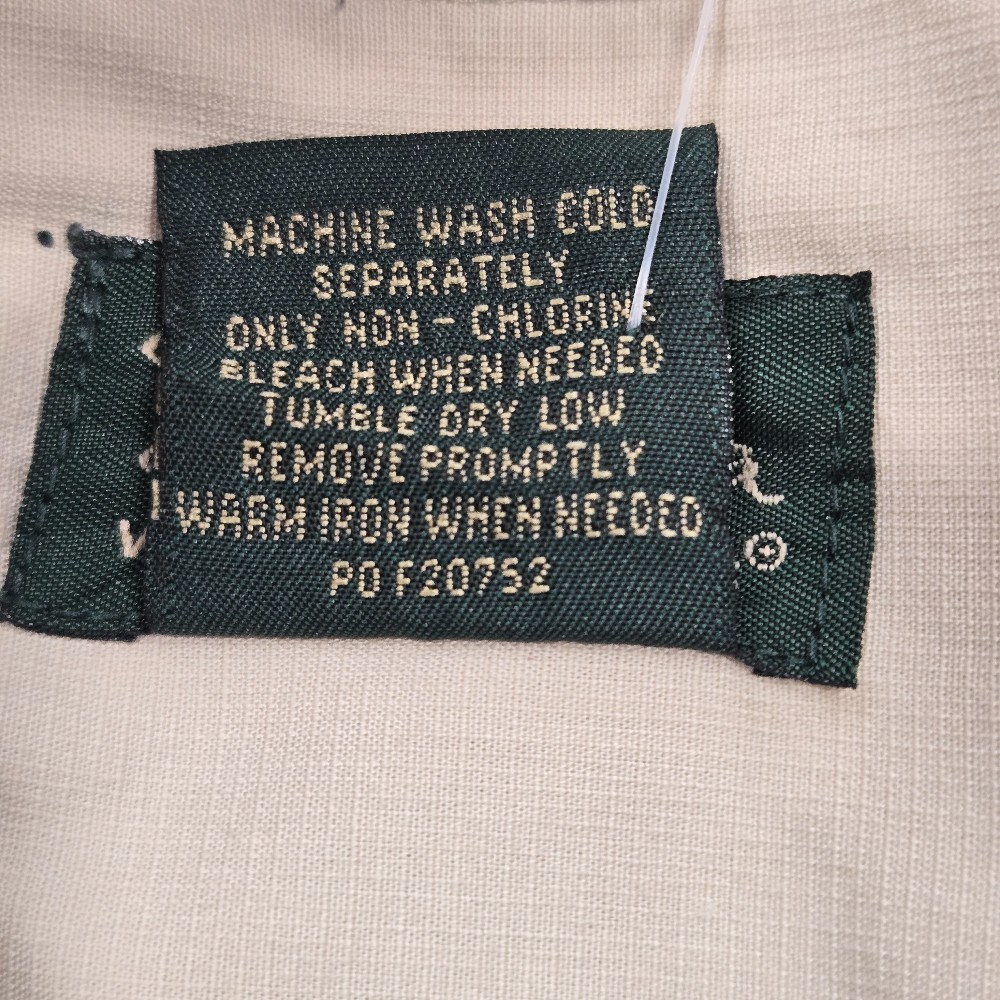 MACHINE WASH COLD
SEPARATELY
ONLY NON - CHLORINE
BLEACH WHEN NEEDED
TUMBLE DRY LOW
REMOVE PROMPTLY
WARM IRON WHEN NEEDED
PO F20752
®